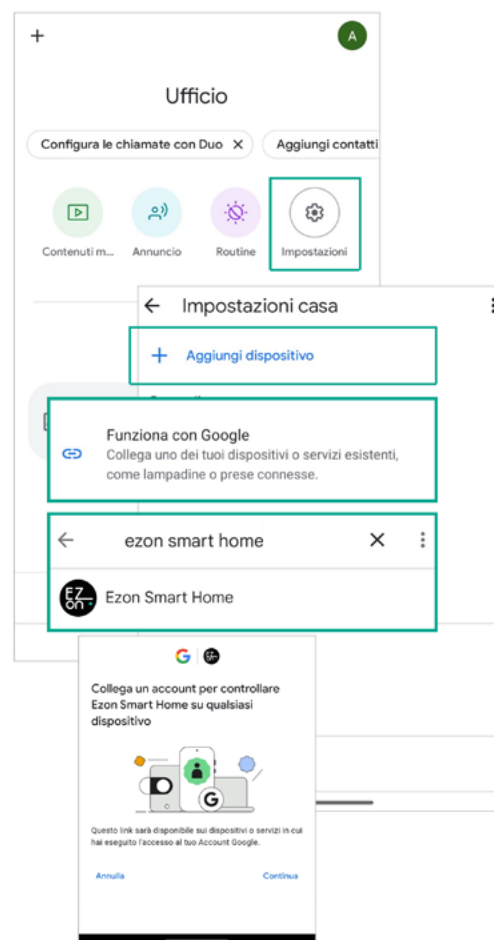 +
A
Ufficio
Configura le chiamate con Duo X
Aggiungi contatti
Contenuti m...
Annuncio
Routine
Impostazioni
Impostazioni casa
+ Aggiungi dispositivo
Funziona con Google
Collega uno dei tuoi dispositivi o servizi esistenti,
come lampadine o prese connesse.
ezon smart home
EZ
on
Ezon Smart Home
G
Collega un account per controllare
Ezon Smart Home su qualsiasi
dispositivo
G
Questo link sarà disponibile sui dispositivi o servizi in cui
hai eseguito l'accesso al tuo Account Google.
Annulla
Continua